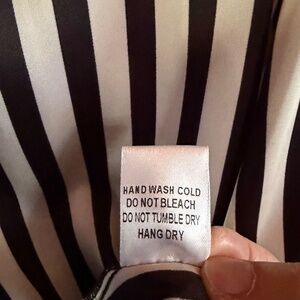 HAND WASH COLD
DO NOT BLEACH
DO NOT TUMBLE DRY
HANG DRY